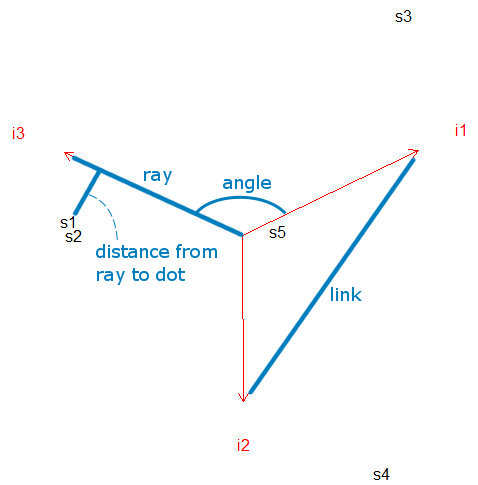 s3
i3
i1
ray
angle
s1
s2
s5
distance from
ray to dot
link
i2
s4